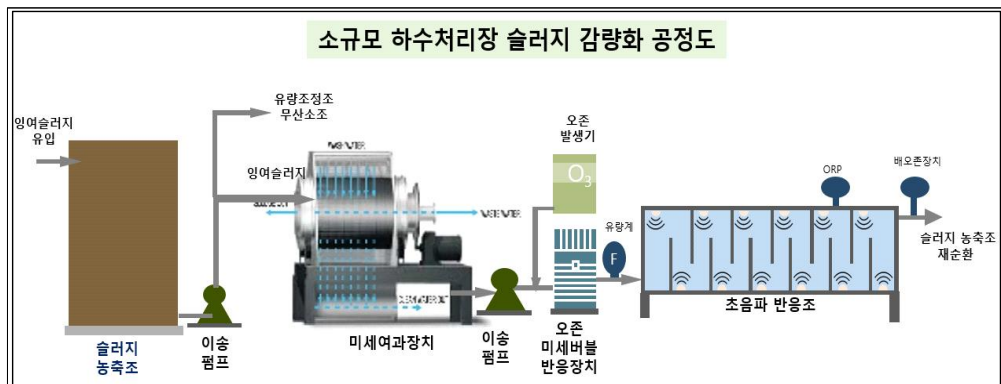 소규모 하수처리장 슬러지 감량화 공정도
잉여슬러지
유입
유량조정조
무산소조
잉여슬러지
WASTE WATER
오존
발생기
O3
유량계
F
ORP
배오존장치
슬러지 농축조
재순환
초음파 반응조
슬러지
농축조
이송
펌프
미세여과장치
이송
펌프
오존
미세버블
반응장치